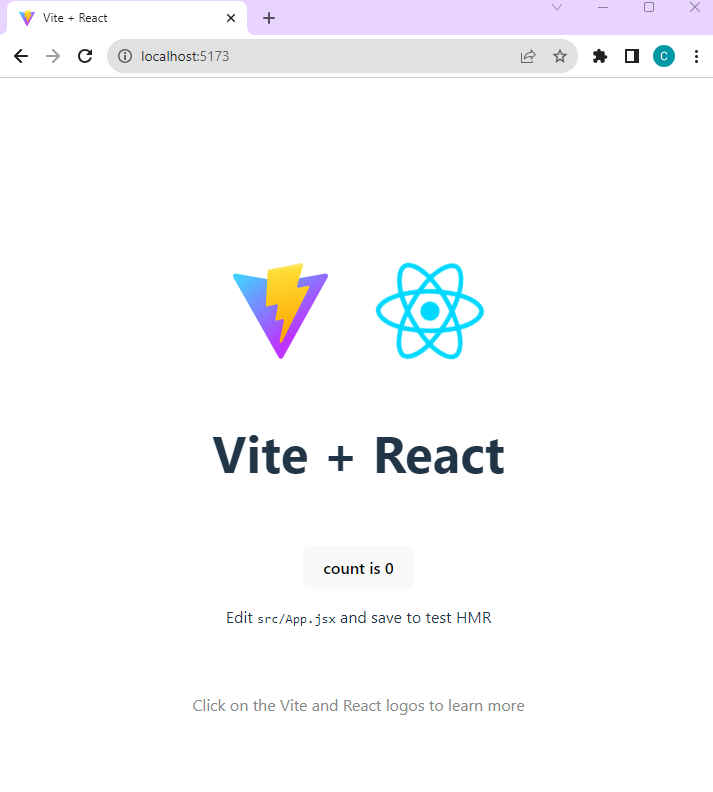 Vite + React
localhost:5173
C
Vite + React
count is 0
Edit src/App.jsx and save to test HMR
Click on the Vite and React logos to learn more